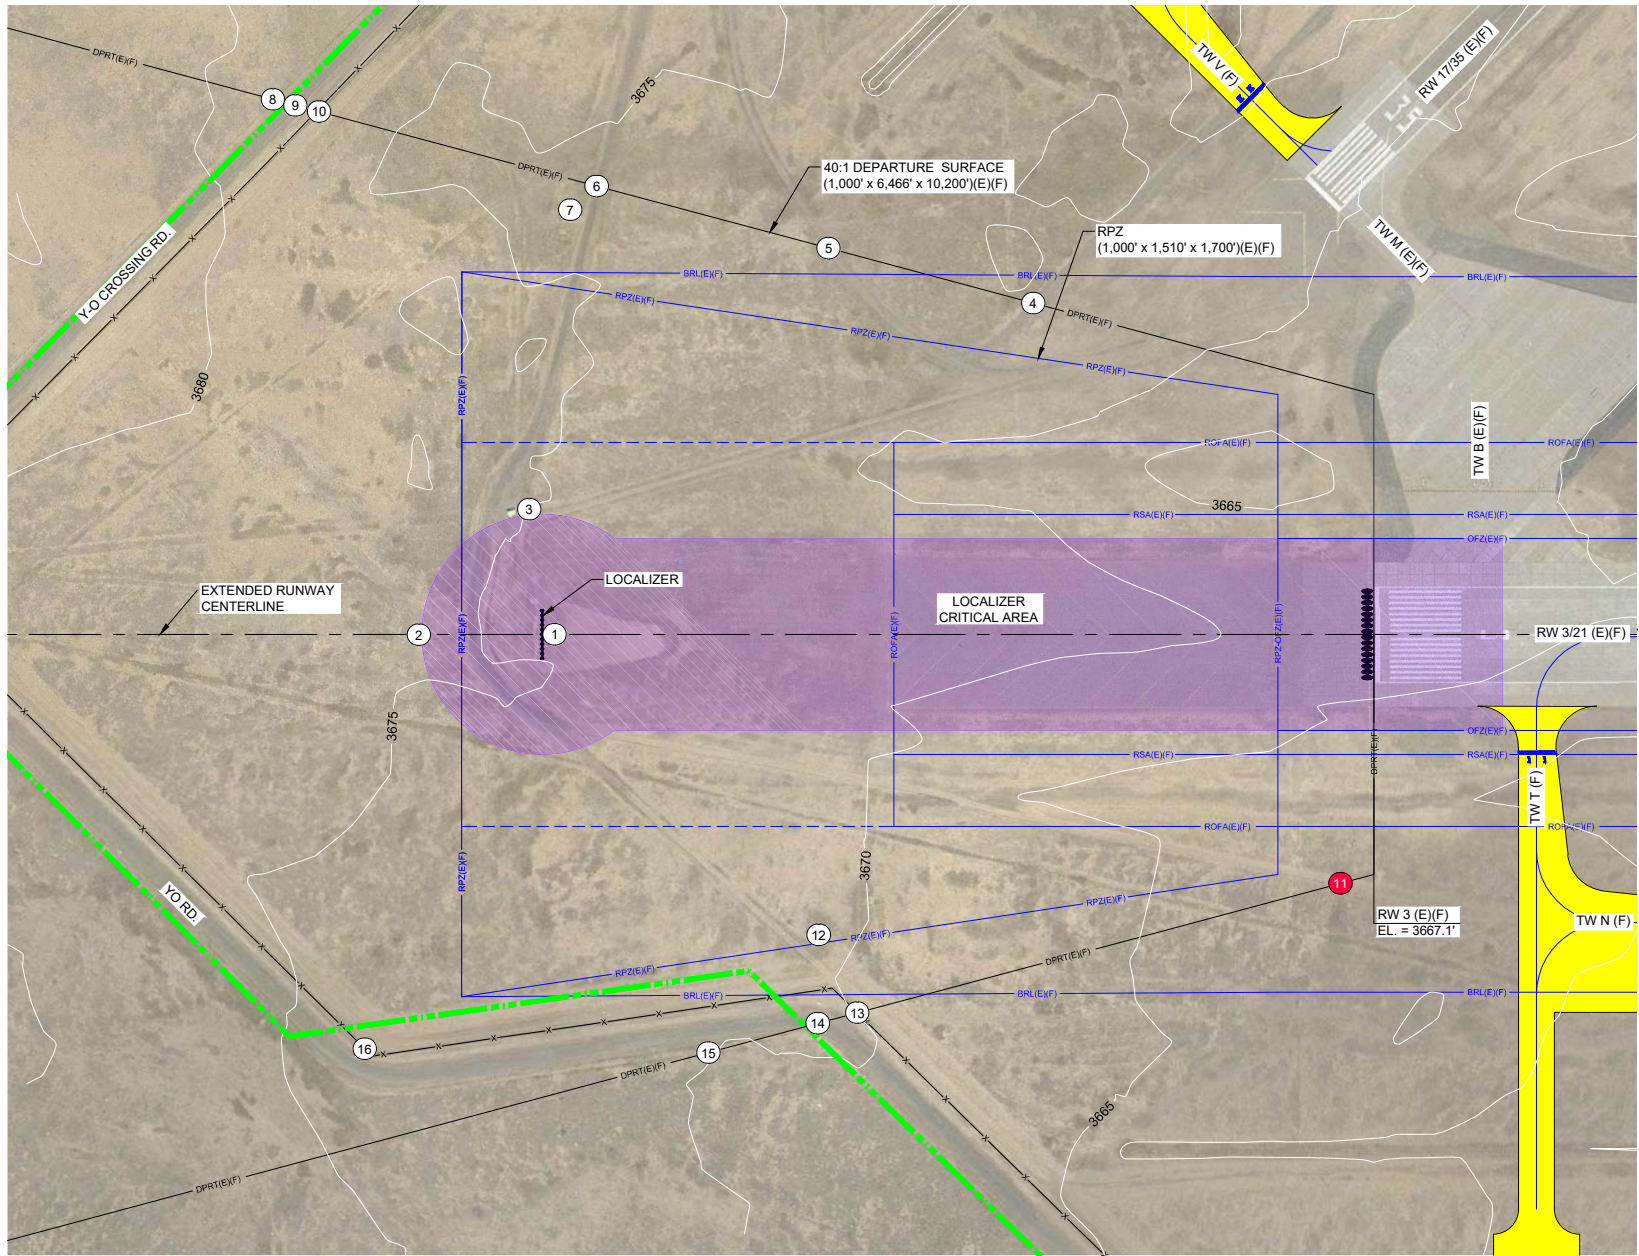 DPRT(E)(F)
8
9
10
3675
TW V (F)
RW 17/35 (E)(F)
DPRT(E)(F)
6
7
40:1 DEPARTURE SURFACE
(1,000' x 6,466' x 10,200')(E)(F)
5
RPZ
(1,000' x 1,510' x 1,700')(E)(F)
TW M (E)(F)
Y-O CROSSING RD.
BRL(E)(F)
BRL(E)(F)
BRL(E)(F)
RPZ(E)(F)
4
DPRT(E)(F)
RPZ(E)(F)
RPZ(E)(F)
3680
RPZ(E)(F)
TW B (E)(F)
ROFA(E)(F)
ROFA(E)(F)
3
3665
RSA(E)(F)
RSA(E)(F)
OFZ(E)(F)
LOCALIZER
EXTENDED RUNWAY
CENTERLINE
LOCALIZER
CRITICAL AREA
2
RPZ(E)(F)
1
ROFA(E)(F)
RPZ-OFZ(E)(F)
RW 3/21 (E)(F)
3675
OFZ(E)(F)
DPRT(E)(F)
RSA(E)(F)
RSA(E)(F)
TW T (F)
ROFA(E)(F)
ROFA(E)(F)
3670
RPZ(E)(F)
11
YO RD.
RPZ(E)(F)
RW 3 (E)(F)
EL. = 3667.1'
TW N (F)
12
RPZ(E)(F)
DPRT(E)(F)
RPZ(E)(F)
BRL(E)(F)
BRL(E)(F)
BRL(E)(F)
13
14
16
15
DPRT(E)(F)
3665
DPRT(E)(F)